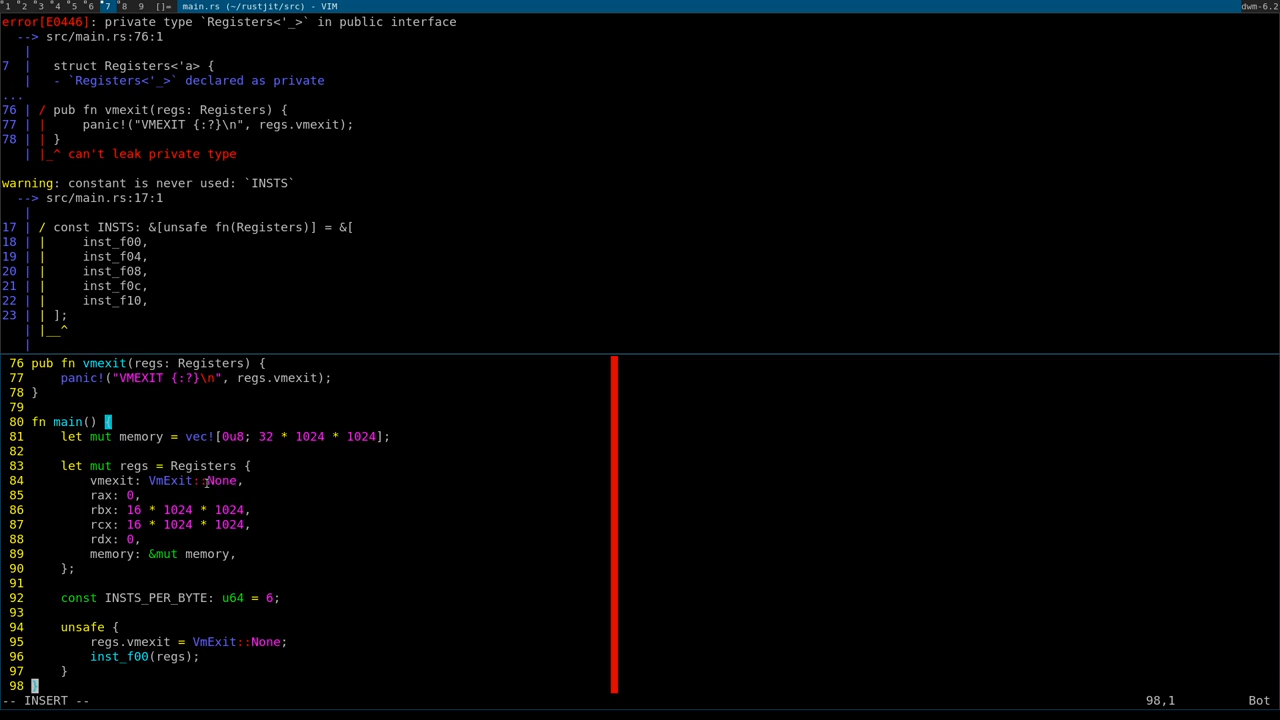 1 2 3 4 5 6 7 8 9 []= main.rs (~/rustjit/src) - VIM dwm-6.2
error[E0446]: private type `Registers<'_>` in public interface
  --> src/main.rs:76:1
   |
7  |   struct Registers<'a> {
   |   - `Registers<'_>` declared as private
...
76 | / pub fn vmexit(regs: Registers) {
77 | |     panic!("VMEXIT {:?}\n", regs.vmexit);
78 | | }
   | |_^ can't leak private type

warning: constant is never used: `INSTS`
  --> src/main.rs:17:1
   |
17 | / const INSTS: &[unsafe fn(Registers)] = &[
18 | |     inst_f00,
19 | |     inst_f04,
20 | |     inst_f08,
21 | |     inst_f0c,
22 | |     inst_f10,
23 | | ];
   | |__^
   |
76 pub fn vmexit(regs: Registers) {
77     panic!("VMEXIT {:?}\n", regs.vmexit);
78 }
79
80 fn main() {
81     let mut memory = vec![0u8; 32 * 1024 * 1024];
82
83     let mut regs = Registers {
84         vmexit: VmExit::None,
85         rax: 0,
86         rbx: 16 * 1024 * 1024,
87         rcx: 16 * 1024 * 1024,
88         rdx: 0,
89         memory: &mut memory,
90     };
91
92     const INSTS_PER_BYTE: u64 = 6;
93
94     unsafe {
95         regs.vmexit = VmExit::None;
96         inst_f00(regs);
97     }
98 }
-- INSERT -- 98,1 Bot